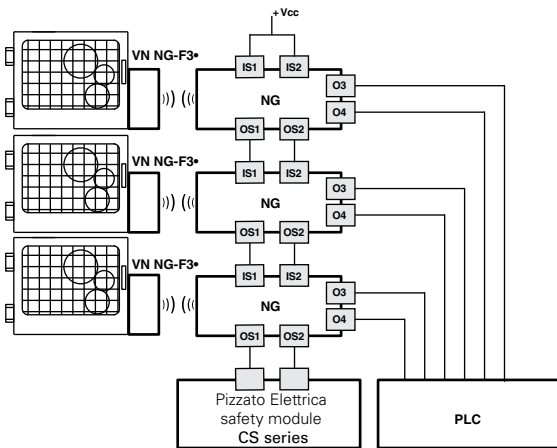 + Vcc
VN NG-F3•
IS1 IS2
NG
O3
O4
OS1 OS2
VN NG-F3•
IS1 IS2
NG
O3
O4
OS1 OS2
VN NG-F3•
IS1 IS2
NG
O3
O4
OS1 OS2
Pizzato Elettrica
safety module
CS series
PLC